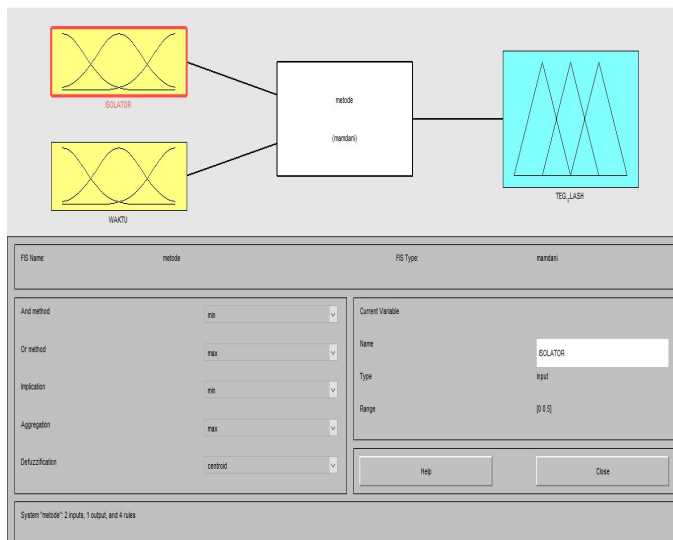 ISOLATOR
WAKTU
metode
(mamdani)
TEG_FLASH
FIS Name: metode FIS Type: mamdani
And method min
Or method max
Implication min
Aggregation max
Defuzzification centroid
Current Variable
Name ISOLATOR
Type input
Range [0 0.5]
Help Close
System "metode": 2 inputs, 1 output, and 4 rules